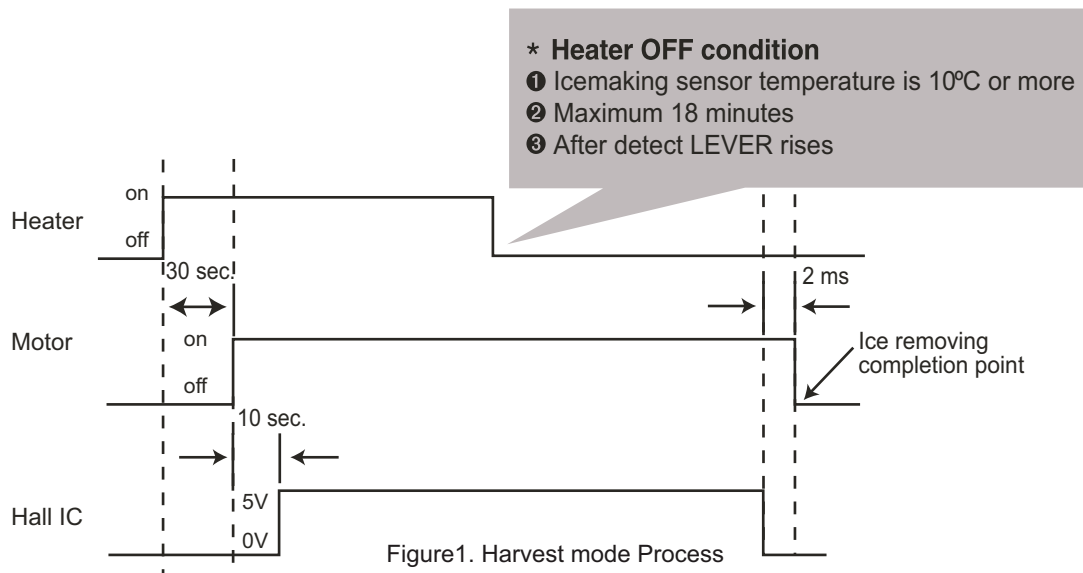 * Heater OFF condition
❶ Icemaking sensor temperature is 10ºC or more
❷ Maximum 18 minutes
❸ After detect LEVER rises
Heater
on
off
30 sec.
2 ms
Motor
on
off
Ice removing
completion point
10 sec.
Hall IC
5V
0V
Figure1. Harvest mode Process